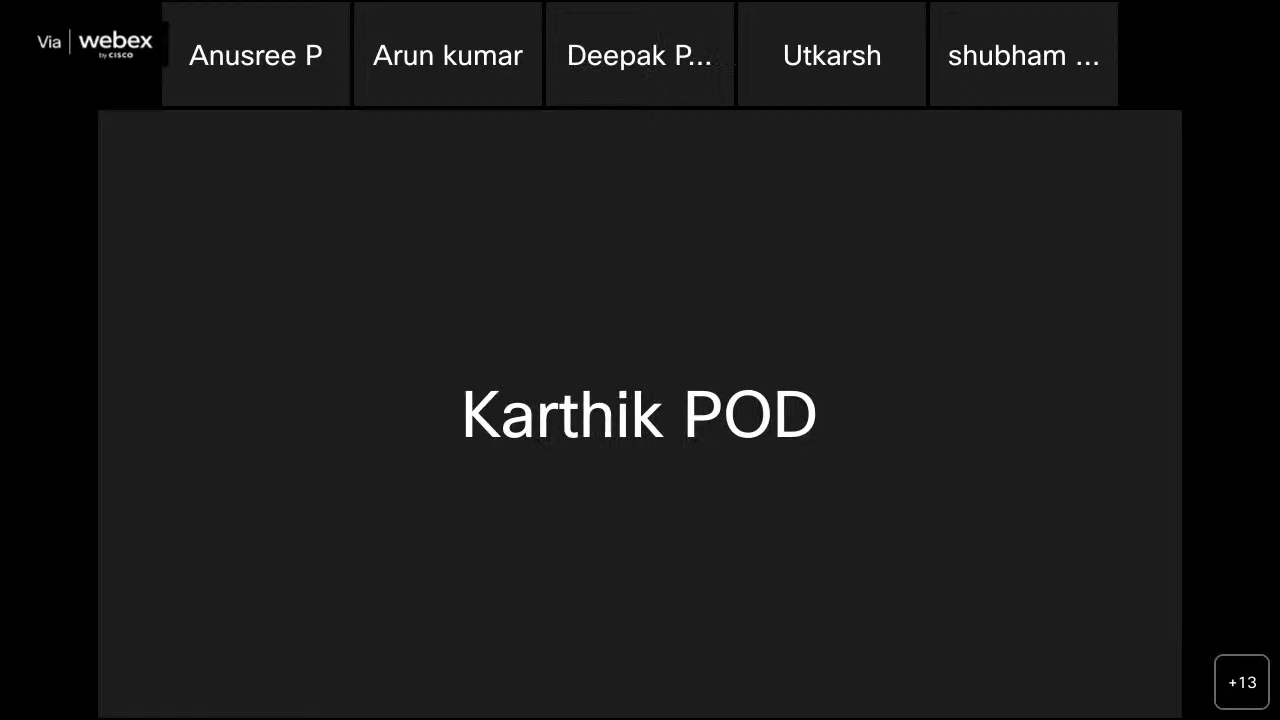 Via webex
by CISCO
Anusree P
Arun kumar
Deepak P...
Utkarsh
shubham ...
Karthik POD
+13